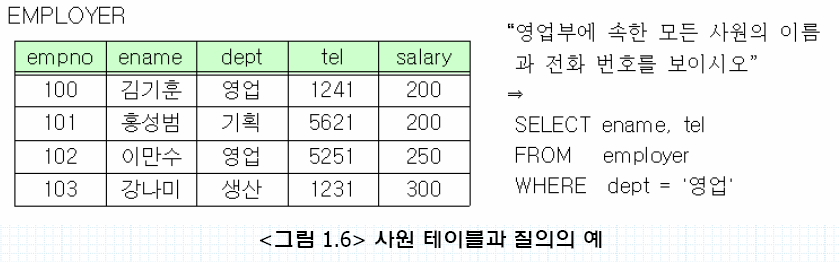 EMPLOYER
empno ename dept tel salary
100 김기훈 영업 1241 200
101 홍성범 기획 5621 200
102 이만수 영업 5251 250
103 강나미 생산 1231 300
“영업부에 속한 모든 사원의 이름
과 전화 번호를 보이시오”
⇒
SELECT ename, tel
FROM employer
WHERE dept = '영업'
<그림 1.6> 사원 테이블과 질의의 예